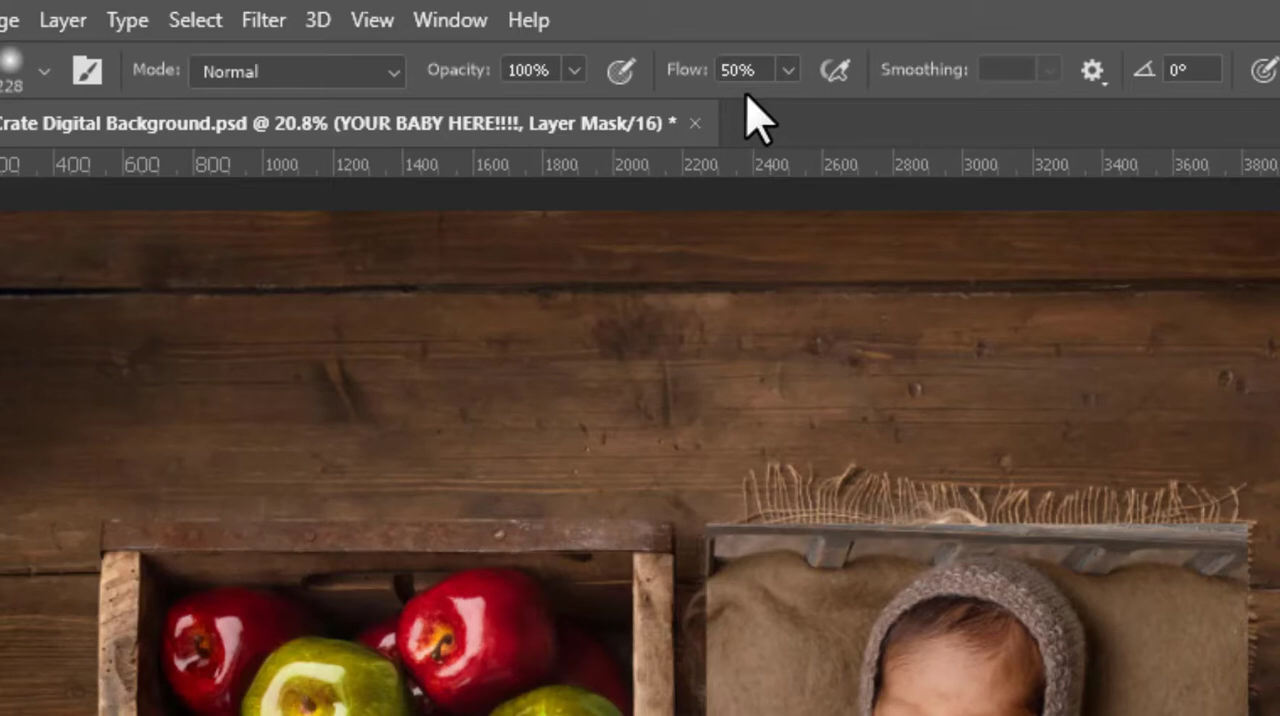 ge Layer Type Select Filter 3D View Window Help
228 Mode: Normal Opacity: 100% Flow: 50% Smoothing: 0°
Crate Digital Background.psd @ 20.8% (YOUR BABY HERE!!!!, Layer Mask/16) * ×
00 400 600 800 1000 1200 1400 1600 1800 2000 2200 2400 2600 2800 3000 3200 3400 3600 3800